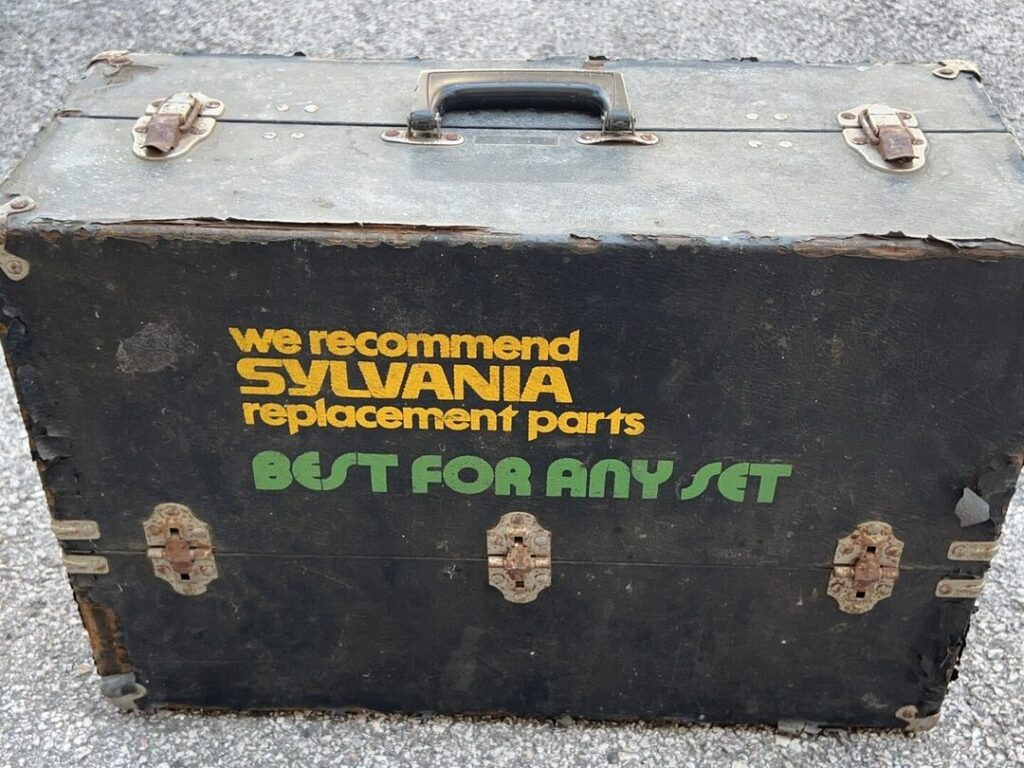 we recommend
SYLVANIA
replacement parts
BEST FOR ANY SET